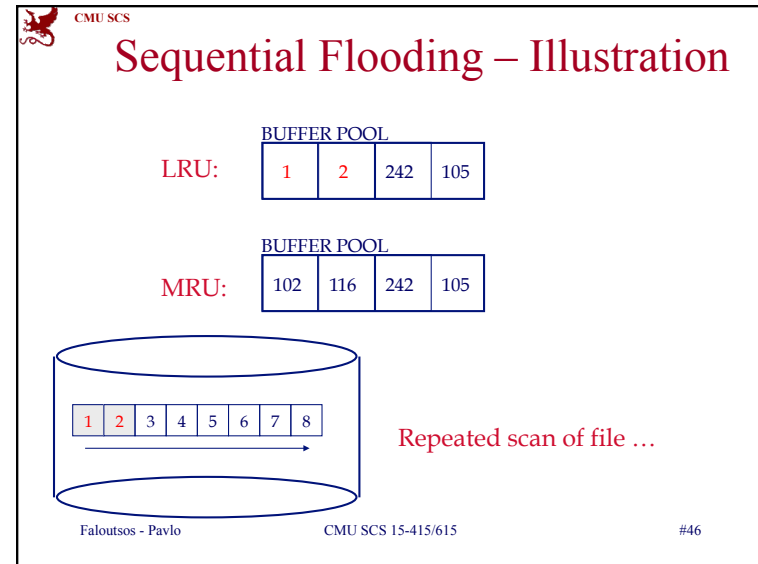 CMU SCS
Sequential Flooding – Illustration
BUFFER POOL
LRU: 1 2 242 105
BUFFER POOL
MRU: 102 116 242 105
1 2 3 4 5 6 7 8
Repeated scan of file …
Faloutsos - Pavlo CMU SCS 15-415/615 #46